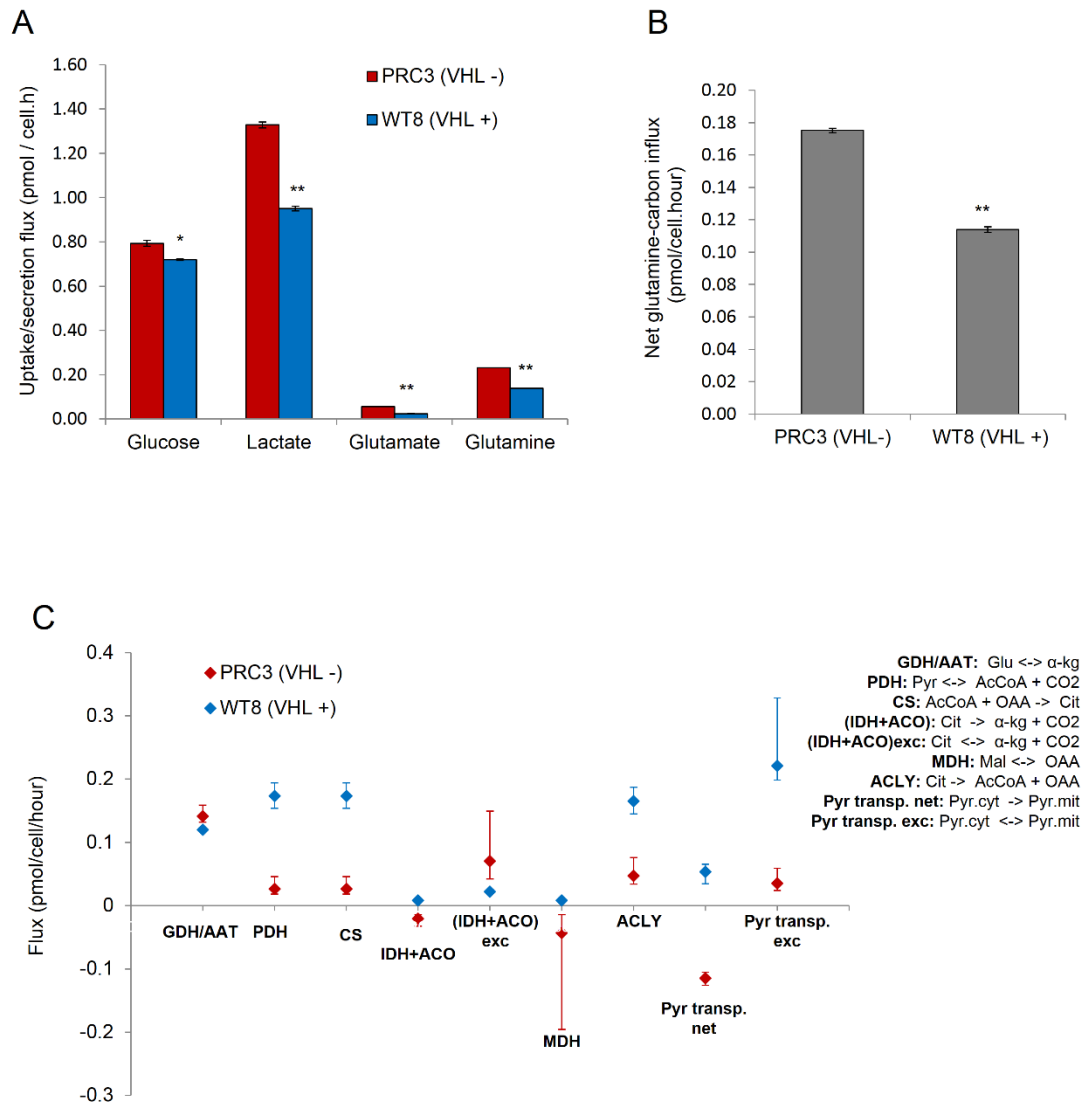 A
Uptake/secretion flux (pmol / cell.h)
1.60
1.40
1.20
1.00
0.80
0.60
0.40
0.20
0.00
PRC3 (VHL -)
WT8 (VHL +)
*
**
**
**
Glucose Lactate Glutamate Glutamine
B
Net glutamine-carbon influx
(pmol/cell.hour)
0.18
0.16
0.14
0.12
0.10
0.08
0.06
0.04
0.02
0.00
**
PRC3 (VHL-) WT8 (VHL +)
C
Flux (pmol/cell/hour)
0.4
0.3
0.2
0.1
0
-0.1
-0.2
-0.3
PRC3 (VHL -)
WT8 (VHL +)
GDH/AAT
PDH
CS
IDH+ACO
(IDH+ACO)
exc
MDH
ACLY
Pyr transp.
net
Pyr transp.
exc
GDH/AAT: Glu <-> α-kg
PDH: Pyr <-> AcCoA + CO2
CS: AcCoA + OAA -> Cit
(IDH+ACO): Cit -> α-kg + CO2
(IDH+ACO)exc: Cit <-> α-kg + CO2
MDH: Mal <-> OAA
ACLY: Cit -> AcCoA + OAA
Pyr transp. net: Pyr.cyt -> Pyr.mit
Pyr transp. exc: Pyr.cyt <-> Pyr.mit